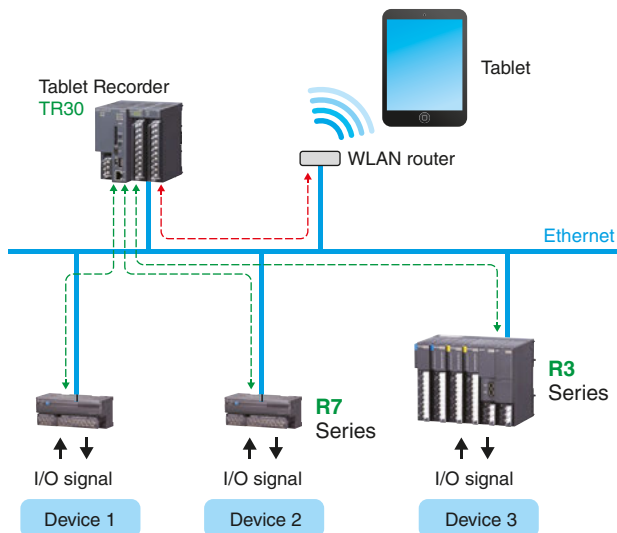 Tablet Recorder
TR30
Tablet
WLAN router
Ethernet
R7
Series
R3
Series
I/O signal
I/O signal
I/O signal
Device 1
Device 2
Device 3